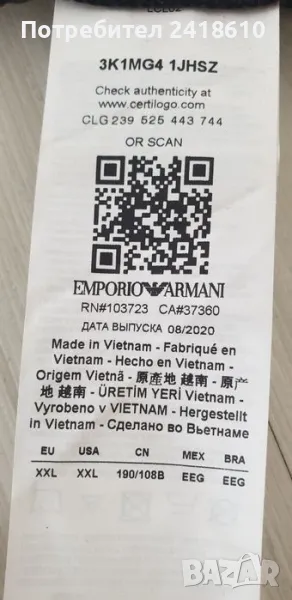 Потребител 2418610
3K1MG4 1JHSZ
Check authenticity at
www.certilogo.com
CLG 239 525 443 744
OR SCAN
EMPORIO ARMANI
RN#103723 CA#37360
ДАТА ВЫПУСКА 08/2020
Made in Vietnam - Fabriqué en
Vietnam - Hecho en Vietnam -
Origem Vietnã - 原產地 越南 - 原产
地 越南 - ÜRETİM YERİ Vietnam -
Vyrobeno v VIETNAM - Hergestellt
in Vietnam - Сделано во Вьетнаме
EU USA CN MEX BRA
XXL XXL 190/108B EEG EEG
BAZAR